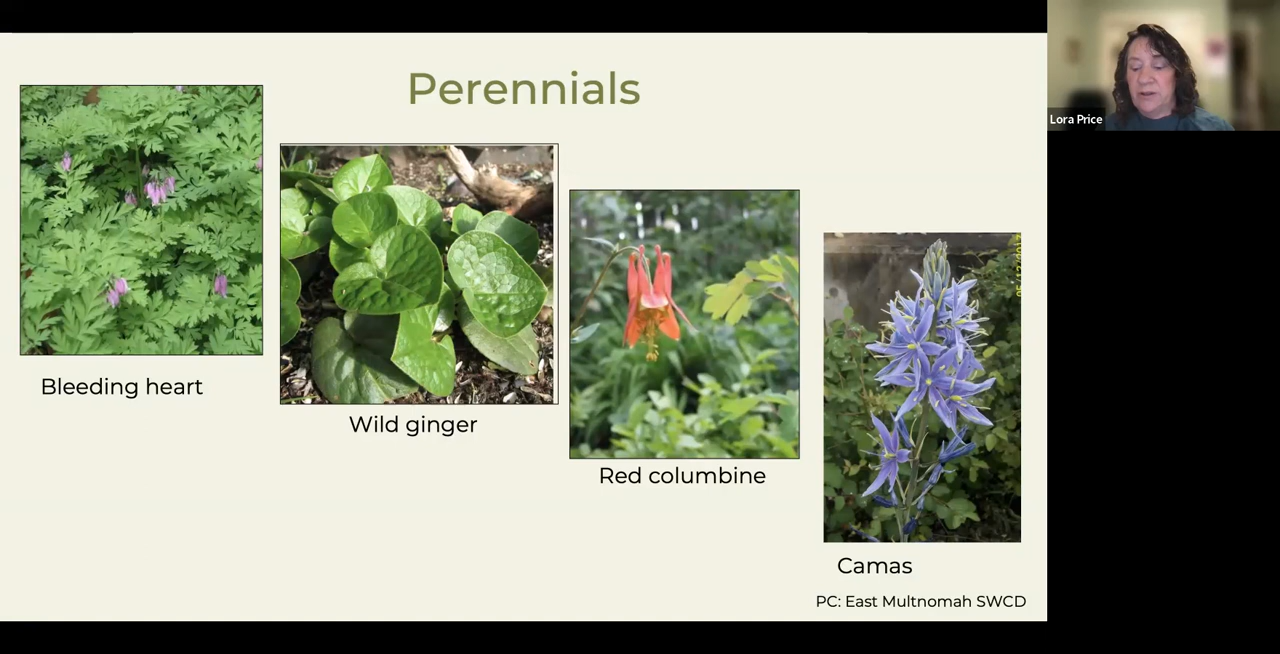 Perennials
Lora Price
Bleeding heart
Wild ginger
Red columbine
Camas
PC: East Multnomah SWCD